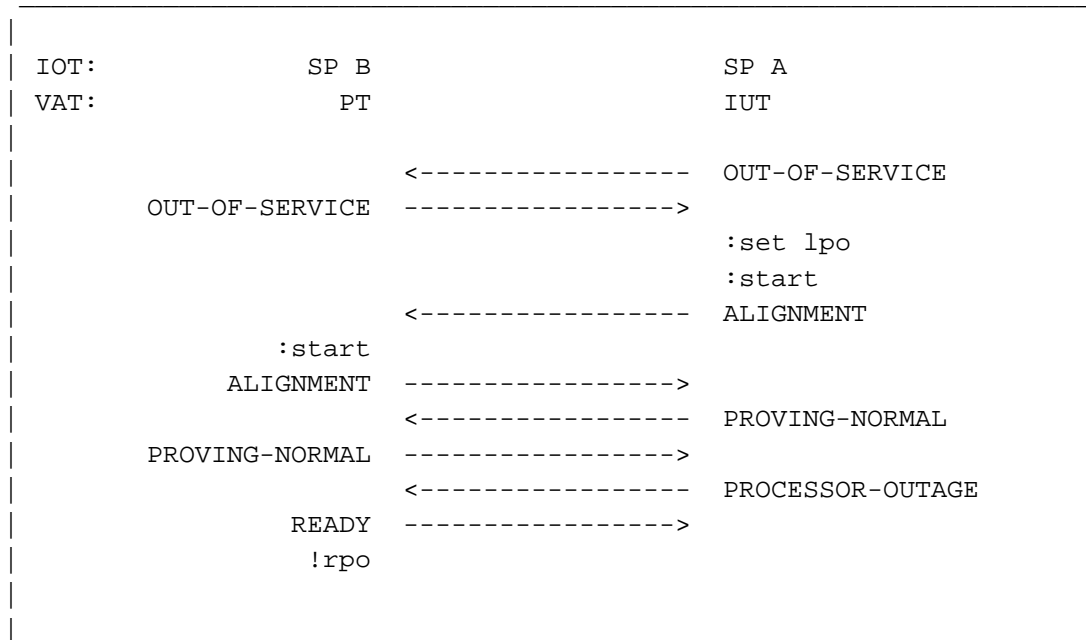 IOT: SP B SP A
VAT: PT IUT
<----------------- OUT-OF-SERVICE
OUT-OF-SERVICE ----------------->
:set lpo
:start
<----------------- ALIGNMENT
:start
ALIGNMENT ----------------->
<----------------- PROVING-NORMAL
PROVING-NORMAL ----------------->
<----------------- PROCESSOR-OUTAGE
READY ----------------->
!rpo